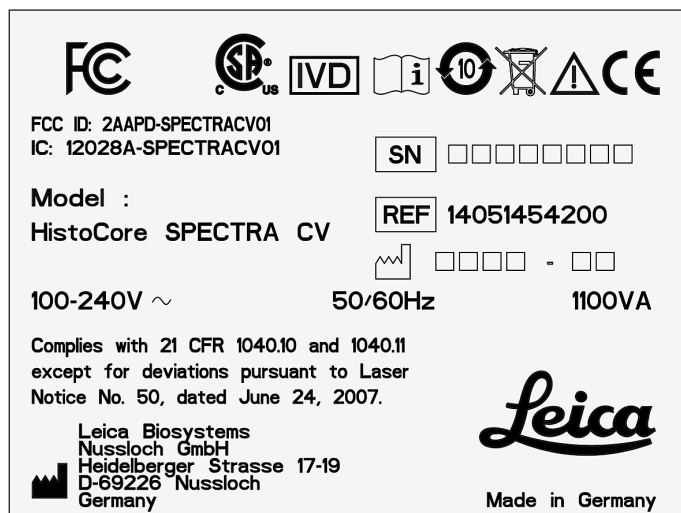 FC
CSA® C US
IVD
i
10
CE
FCC ID: 2AAPD-SPECTRACV01
IC: 12028A-SPECTRACV01
SN □□□□□□□□
Model :
HistoCore SPECTRA CV
REF 14051454200
□□□□ - □□
100-240V ~
50/60Hz
1100VA
Complies with 21 CFR 1040.10 and 1040.11
except for deviations pursuant to Laser
Notice No. 50, dated June 24, 2007.
Leica
Leica Biosystems
Nussloch GmbH
Heidelberger Strasse 17-19
D-69226 Nussloch
Germany
Made in Germany